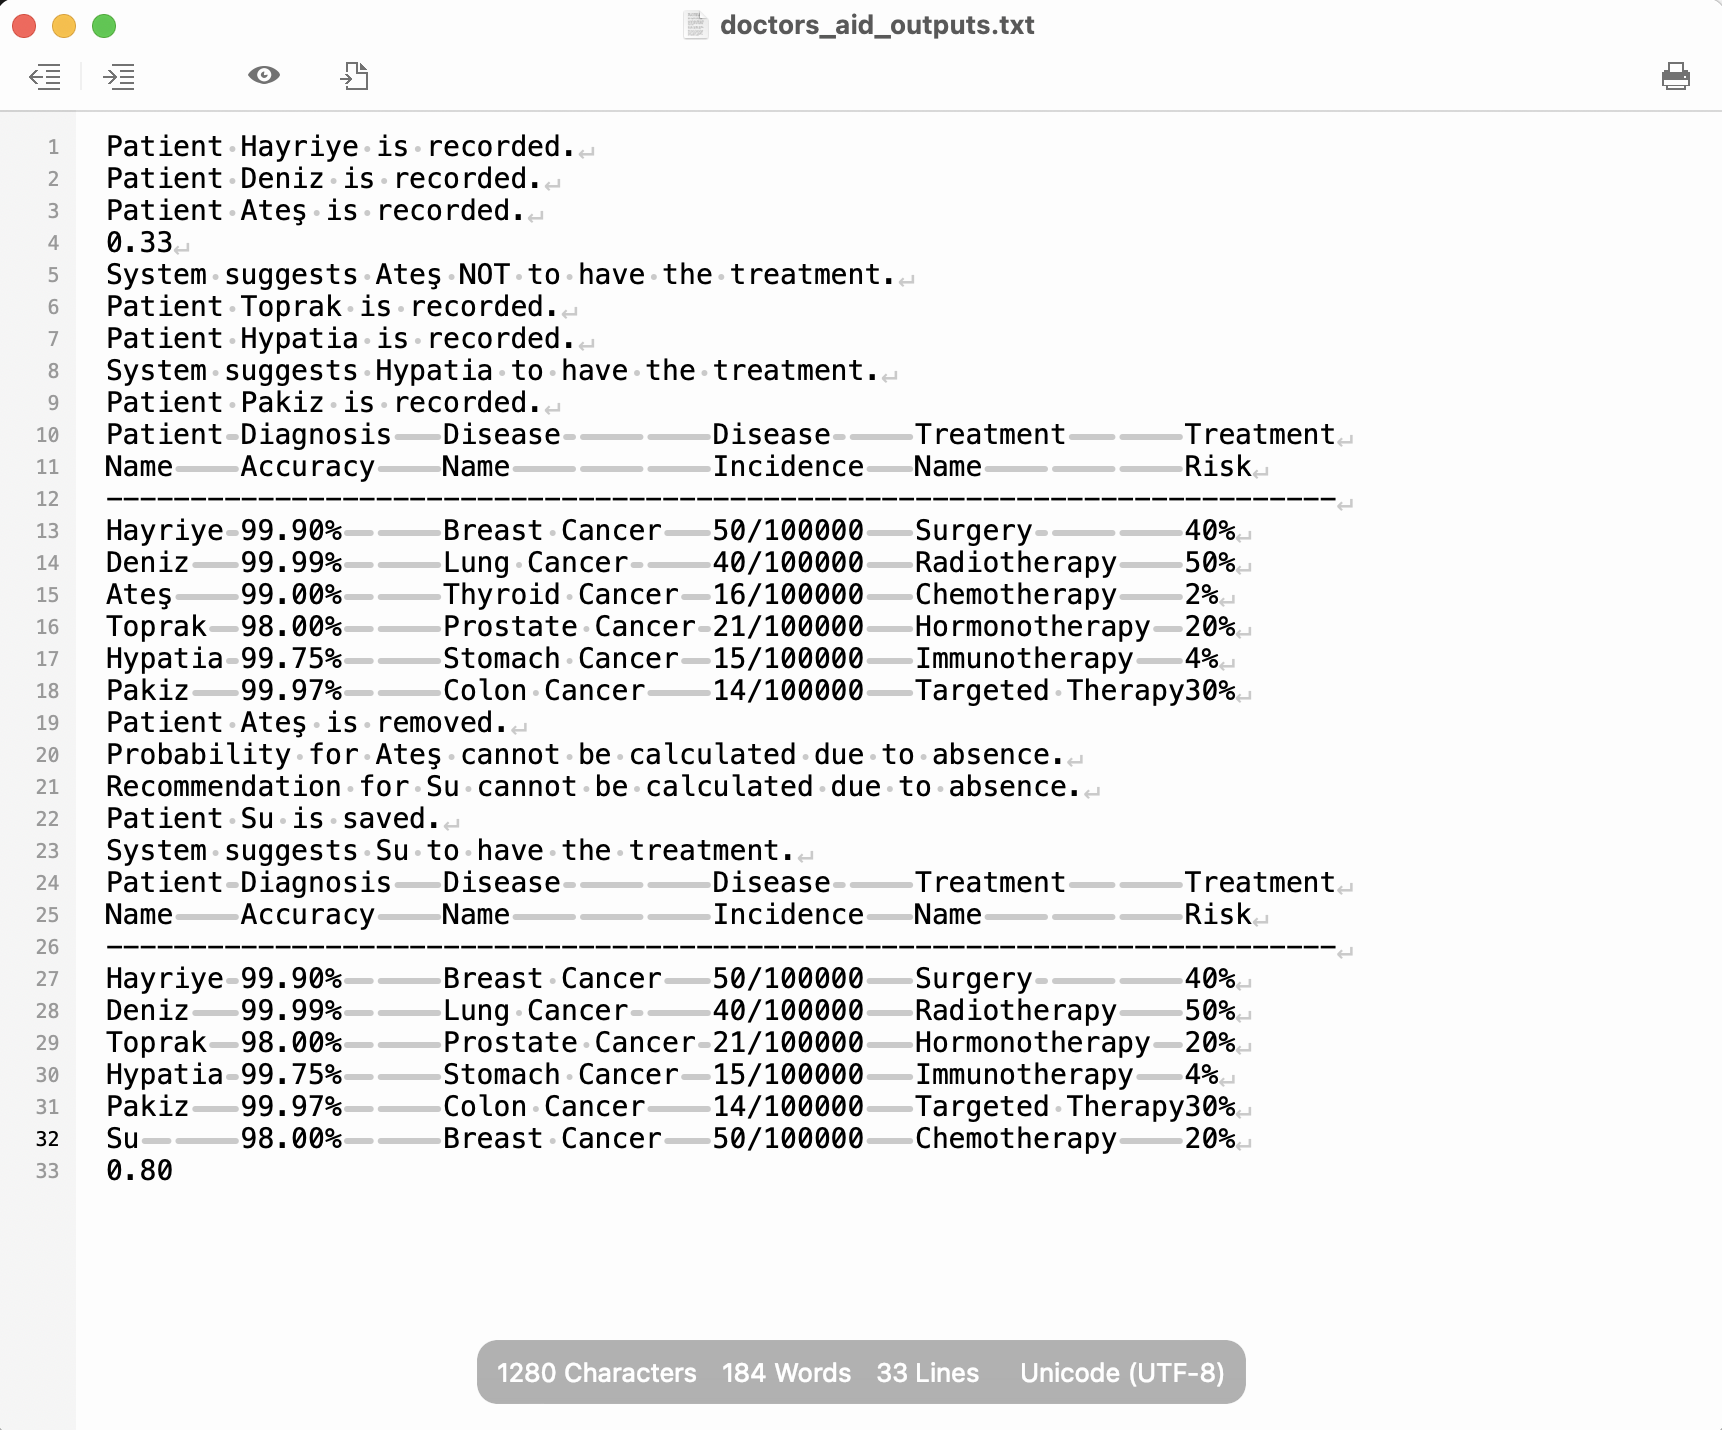 doctors_aid_outputs.txt
1 Patient Hayriye is recorded.
2 Patient Deniz is recorded.
3 Patient Ateş is recorded.
4 0.33
5 System suggests Ateş NOT to have the treatment.
6 Patient Toprak is recorded.
7 Patient Hypatia is recorded.
8 System suggests Hypatia to have the treatment.
9 Patient Pakiz is recorded.
10 Patient Diagnosis Disease Disease Treatment Treatment
11 Name Accuracy Name Incidence Name Risk
12 -------------------------------------------------------------------------
13 Hayriye 99.90% Breast Cancer 50/100000 Surgery 40%
14 Deniz 99.99% Lung Cancer 40/100000 Radiotherapy 50%
15 Ateş 99.00% Thyroid Cancer 16/100000 Chemotherapy 2%
16 Toprak 98.00% Prostate Cancer 21/100000 Hormonotherapy 20%
17 Hypatia 99.75% Stomach Cancer 15/100000 Immunotherapy 4%
18 Pakiz 99.97% Colon Cancer 14/100000 Targeted Therapy30%
19 Patient Ateş is removed.
20 Probability for Ateş cannot be calculated due to absence.
21 Recommendation for Su cannot be calculated due to absence.
22 Patient Su is saved.
23 System suggests Su to have the treatment.
24 Patient Diagnosis Disease Disease Treatment Treatment
25 Name Accuracy Name Incidence Name Risk
26 -------------------------------------------------------------------------
27 Hayriye 99.90% Breast Cancer 50/100000 Surgery 40%
28 Deniz 99.99% Lung Cancer 40/100000 Radiotherapy 50%
29 Toprak 98.00% Prostate Cancer 21/100000 Hormonotherapy 20%
30 Hypatia 99.75% Stomach Cancer 15/100000 Immunotherapy 4%
31 Pakiz 99.97% Colon Cancer 14/100000 Targeted Therapy30%
32 Su 98.00% Breast Cancer 50/100000 Chemotherapy 20%
33 0.80
1280 Characters 184 Words 33 Lines Unicode (UTF-8)